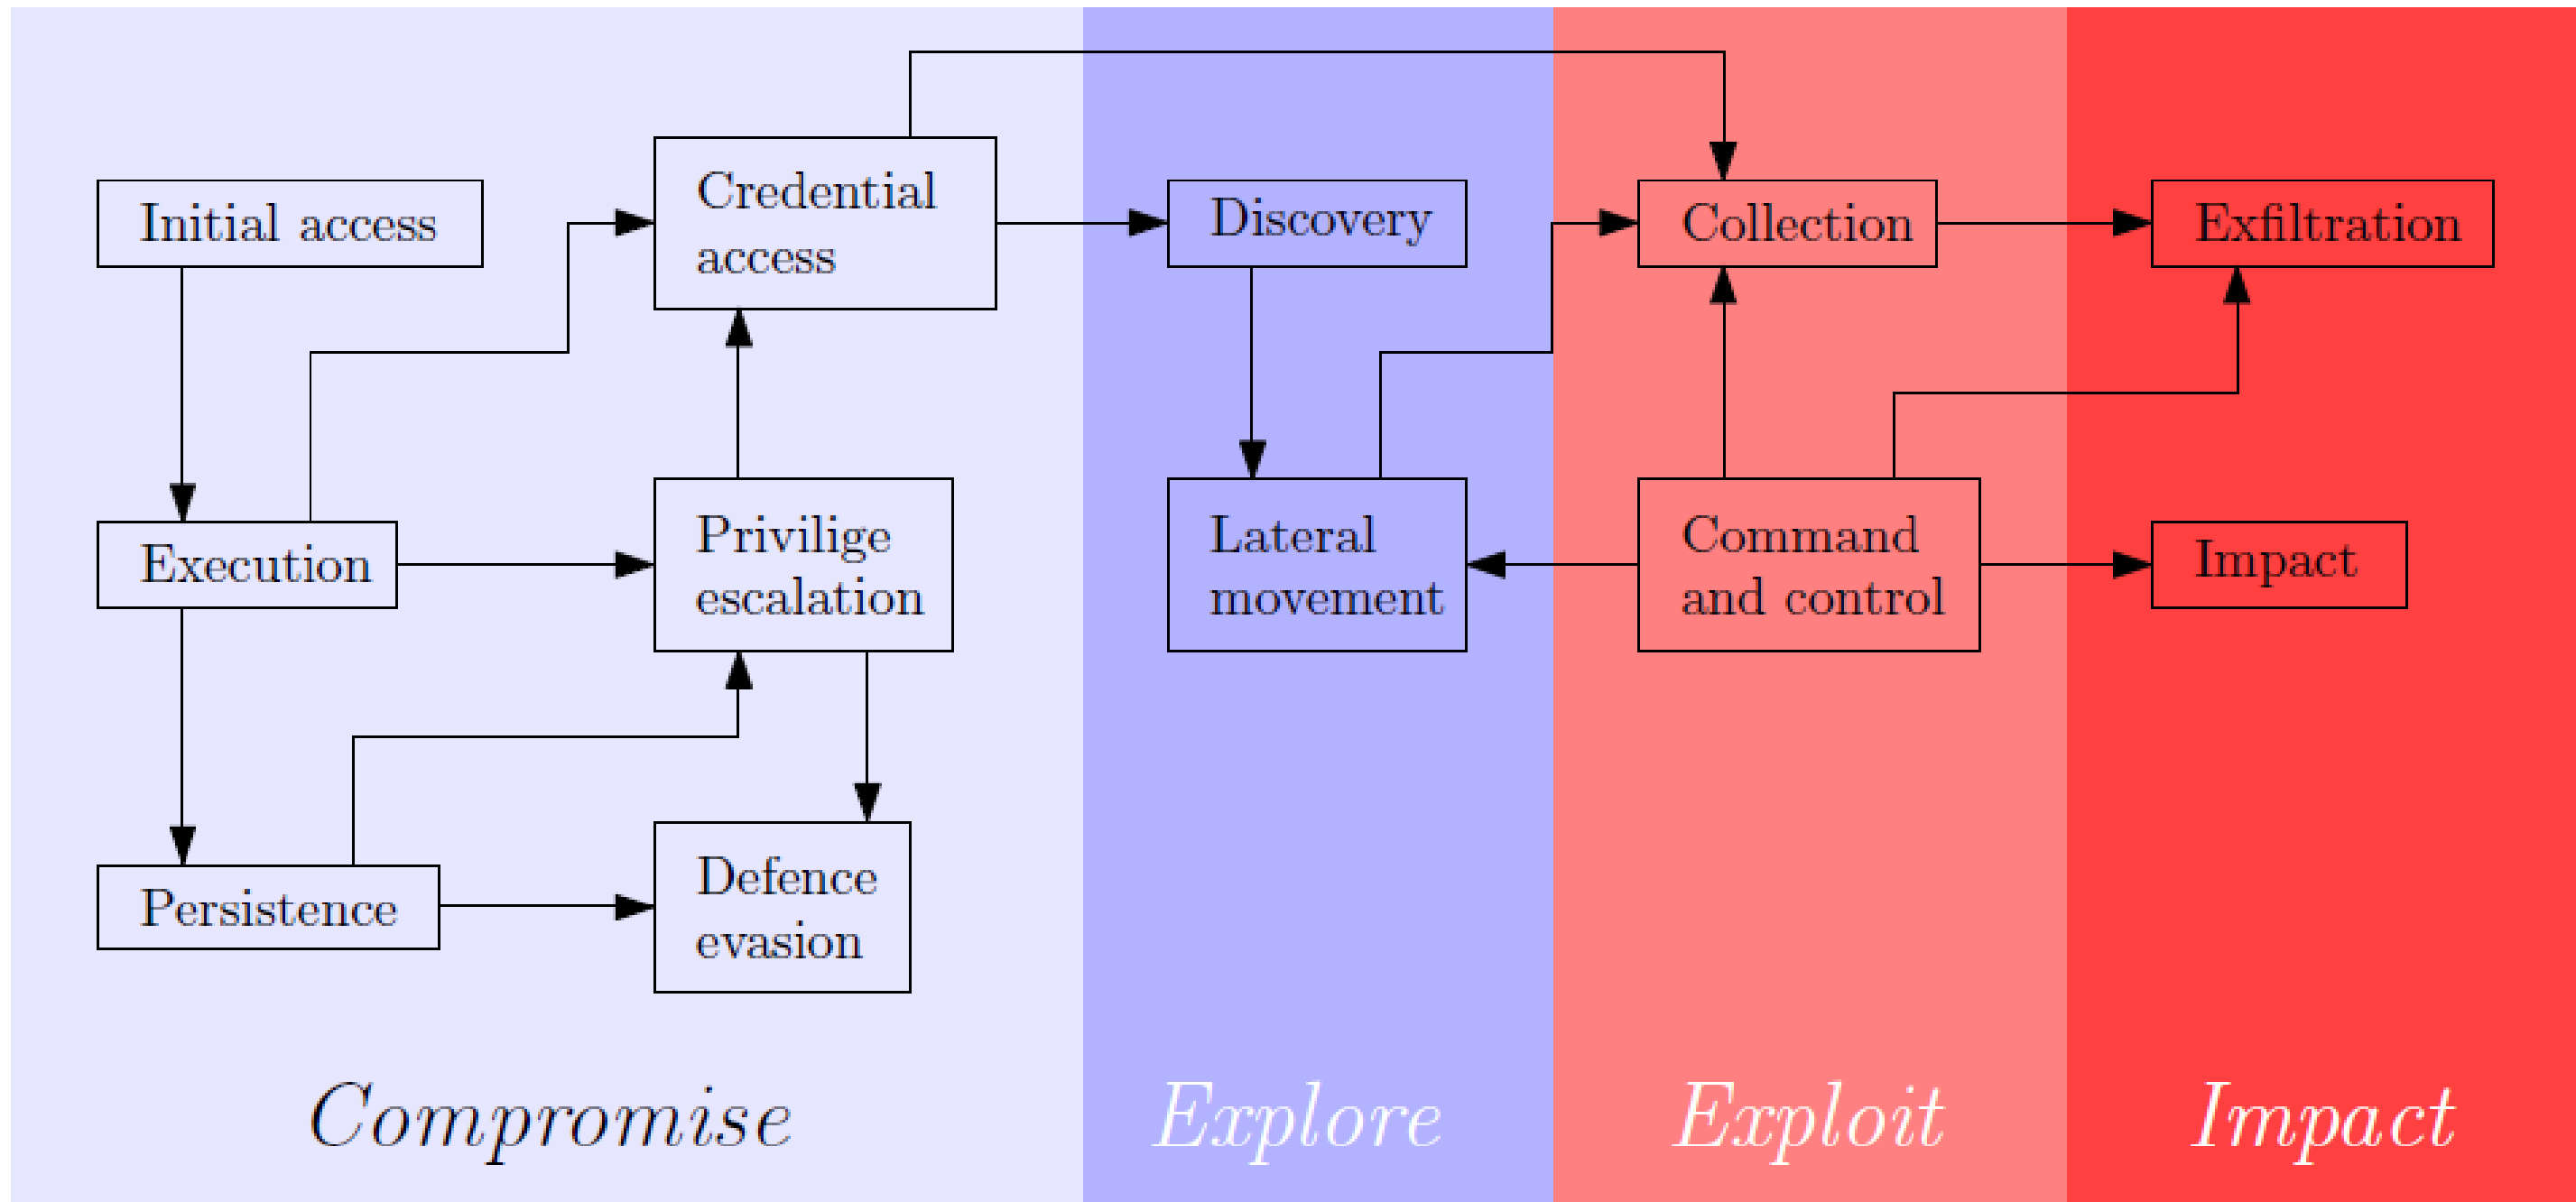 Initial access
Credential
access
Discovery
Collection
Exfiltration
Execution
Privilige
escalation
Lateral
movement
Command
and control
Impact
Persistence
Defence
evasion
Compromise
Explore
Exploit
Impact